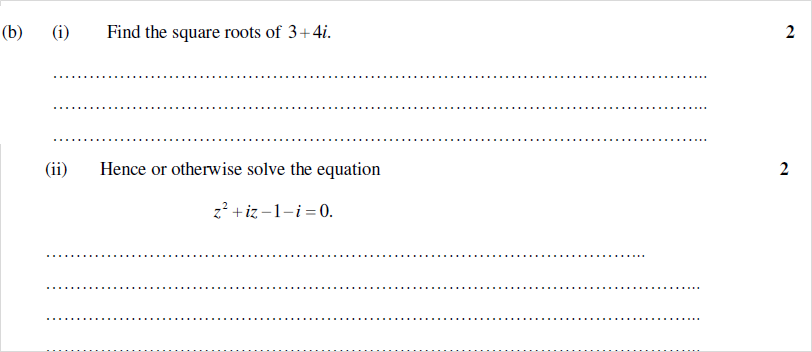 (b) (i) Find the square roots of 3+4i. 2
(ii) Hence or otherwise solve the equation 2
z² + iz − 1 − i = 0.